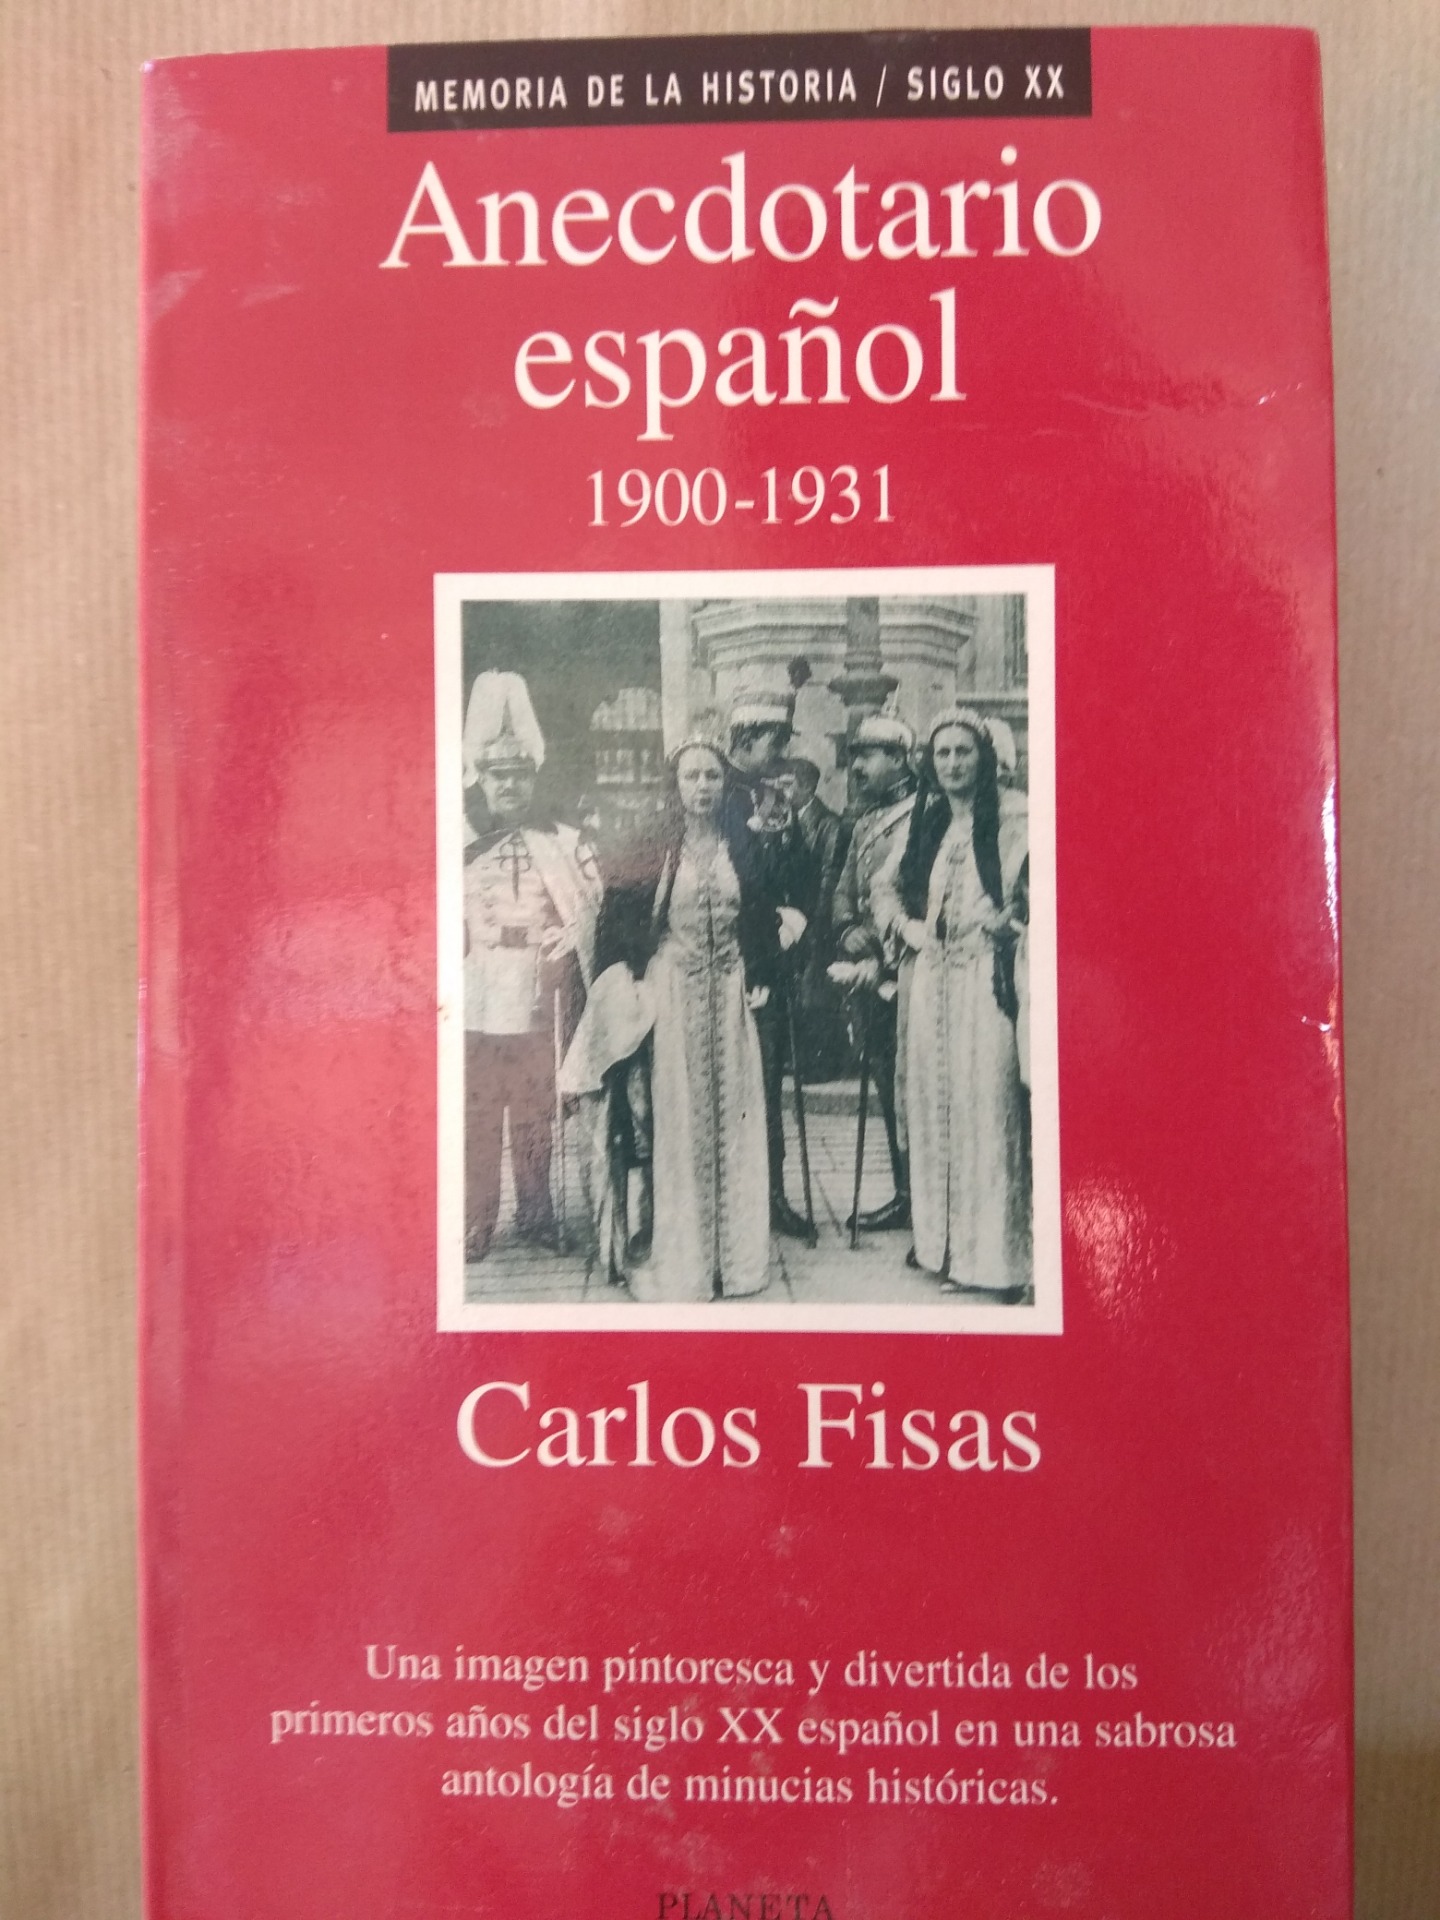 MEMORIA DE LA HISTORIA / SIGLO XX
Anecdotario
español
1900-1931
Carlos Fisas
Una imagen pintoresca y divertida de los
primeros años del siglo XX español en una sabrosa
antología de minucias históricas.
PLANETA